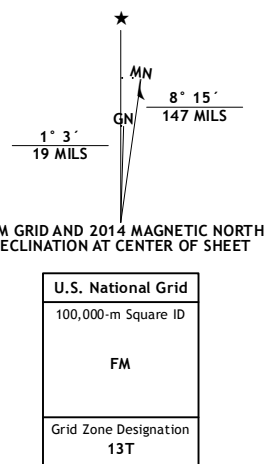 MN
GN
8° 15´
147 MILS
1° 3´
19 MILS
M GRID AND 2014 MAGNETIC NORTH
ECLINATION AT CENTER OF SHEET
U.S. National Grid
100,000-m Square ID
FM
Grid Zone Designation
13T